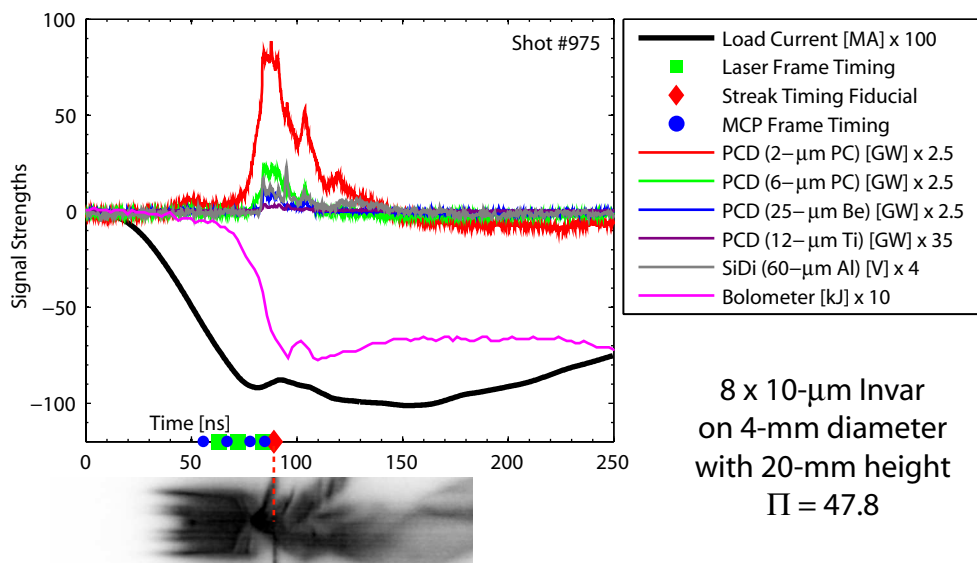 Shot #975
100
50
0
−50
−100
Signal Strengths
Time [ns]
0 50 100 150 200 250
Load Current [MA] x 100
Laser Frame Timing
Streak Timing Fiducial
MCP Frame Timing
PCD (2−μm PC) [GW] x 2.5
PCD (6−μm PC) [GW] x 2.5
PCD (25−μm Be) [GW] x 2.5
PCD (12−μm Ti) [GW] x 35
SiDi (60−μm Al) [V] x 4
Bolometer [kJ] x 10
8 x 10-μm Invar
on 4-mm diameter
with 20-mm height
Π = 47.8